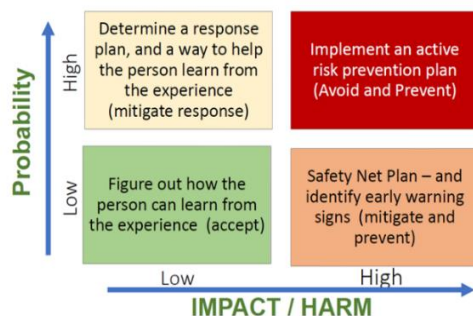 Probability
High
Low
Determine a response
plan, and a way to help
the person learn from
the experience
(mitigate response)
Implement an active
risk prevention plan
(Avoid and Prevent)
Figure out how the
person can learn from
the experience (accept)
Safety Net Plan – and
identify early warning
signs (mitigate and
prevent)
Low
High
IMPACT / HARM